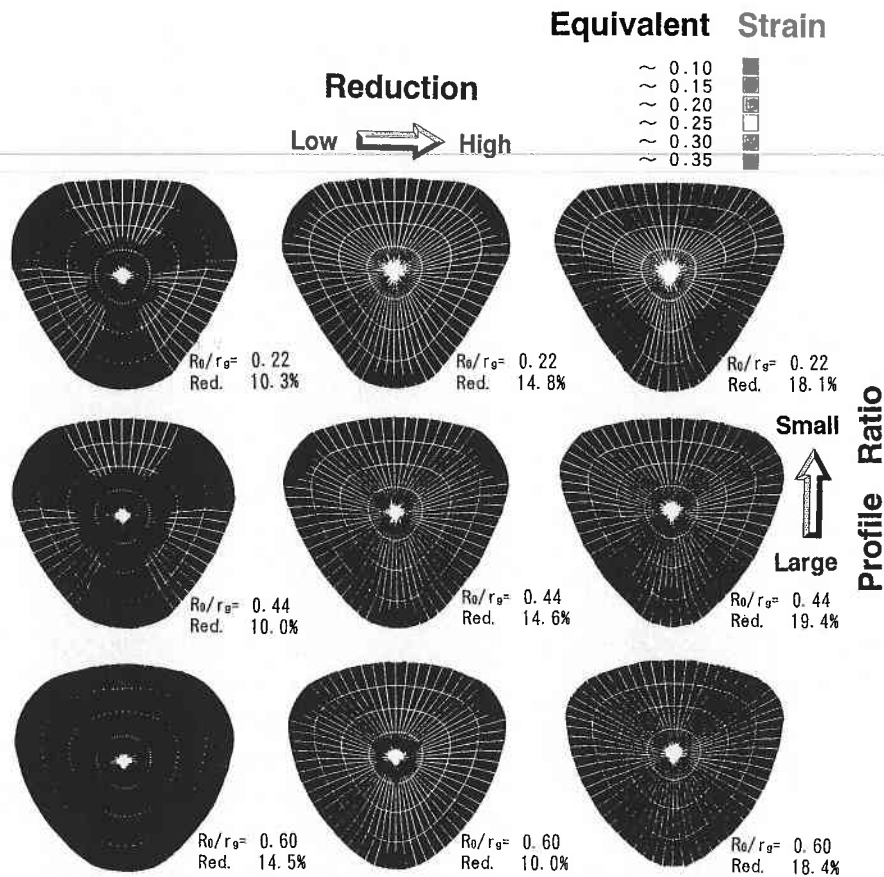 Equivalent Strain
~ 0.10
~ 0.15
~ 0.20
~ 0.25
~ 0.30
~ 0.35
Reduction
Low High
R0/rg= 0.22
Red. 10.3%
R0/rg= 0.22
Red. 14.8%
R0/rg= 0.22
Red. 18.1%
Small
Large
Profile Ratio
R0/rg= 0.44
Red. 10.0%
R0/rg= 0.44
Red. 14.6%
R0/rg= 0.44
Red. 19.4%
R0/rg= 0.60
Red. 14.5%
R0/rg= 0.60
Red. 10.0%
R0/rg= 0.60
Red. 18.4%